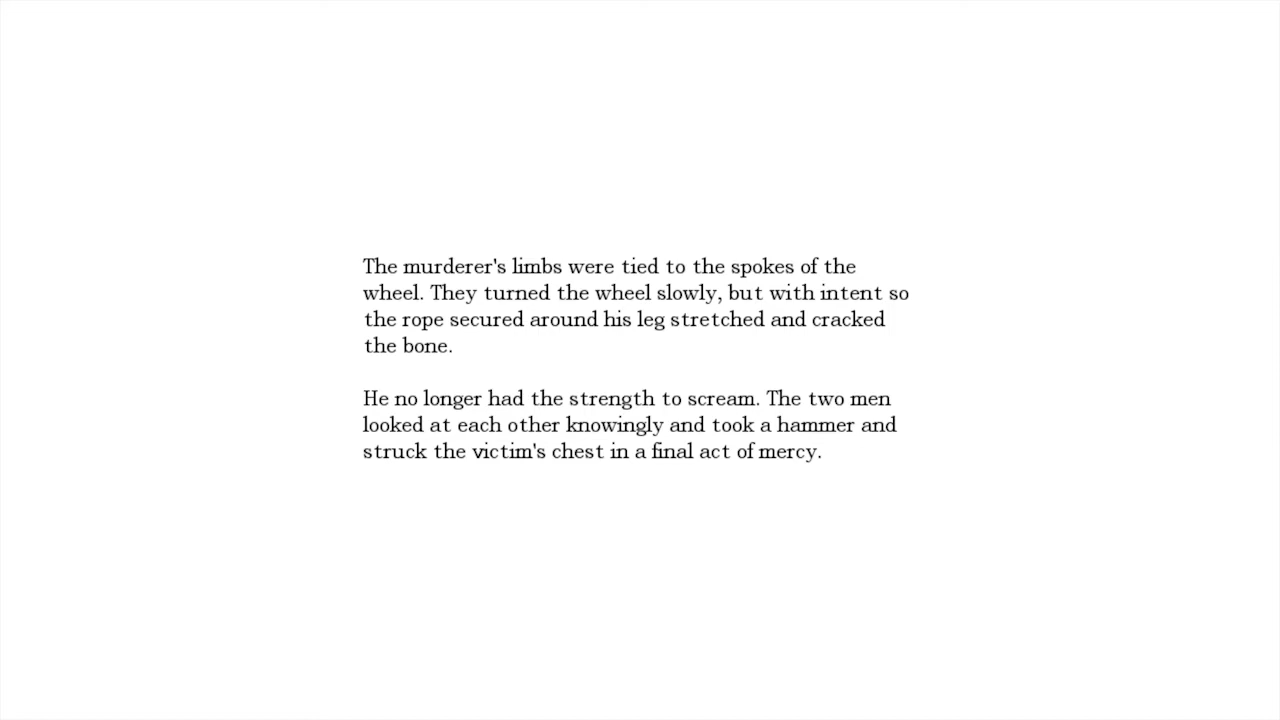 The murderer's limbs were tied to the spokes of the
wheel. They turned the wheel slowly, but with intent so
the rope secured around his leg stretched and cracked
the bone.
He no longer had the strength to scream. The two men
looked at each other knowingly and took a hammer and
struck the victim's chest in a final act of mercy.